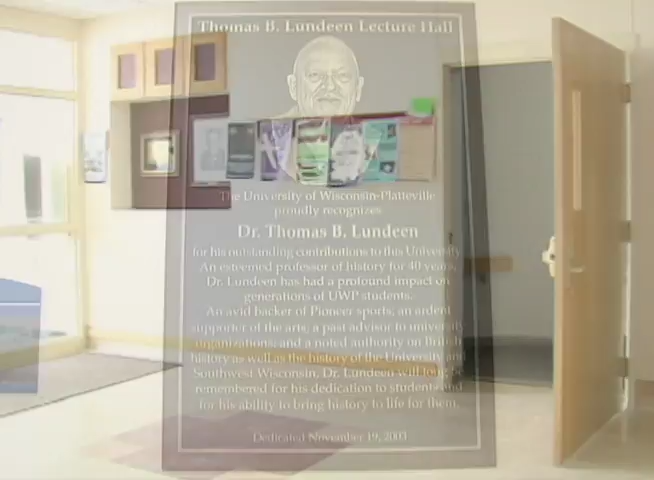 Thomas B. Lundeen Lecture Hall
The University of Wisconsin-Platteville
proudly recognizes
Dr. Thomas B. Lundeen
for his outstanding contributions to this University.
An esteemed professor of history for 40 years,
Dr. Lundeen has had a profound impact on
generations of UWP students.
An avid backer of Pioneer sports, an ardent
supporter of the arts, a past advisor to university
organizations, and a noted authority on British
history as well as the history of the University and
Southwest Wisconsin, Dr. Lundeen will long be
remembered for his dedication to students and
for his ability to bring history to life for them.
Dedicated November 19, 2003